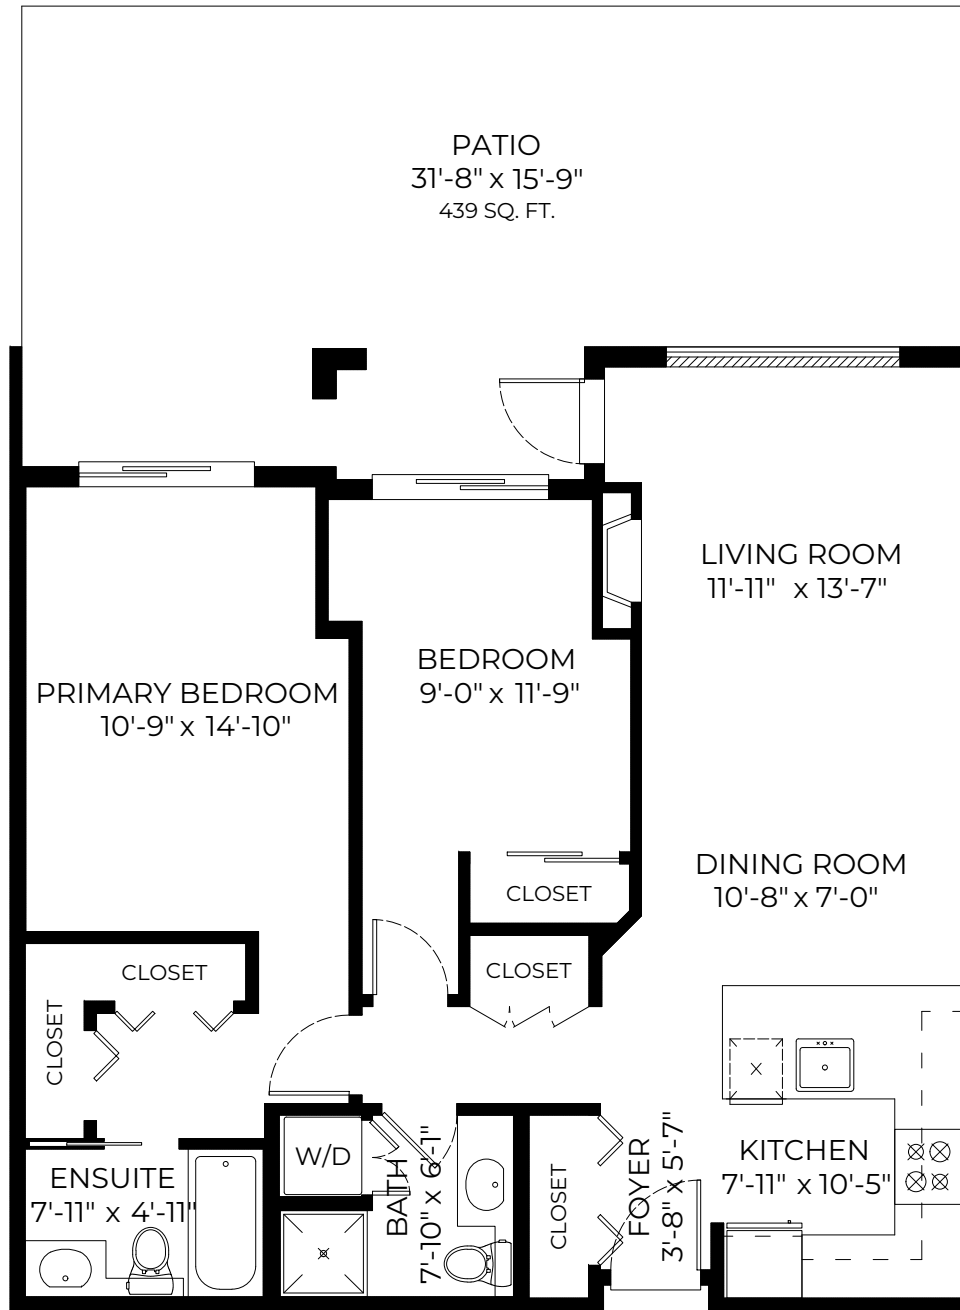 PATIO
31'-8" x 15'-9"
439 SQ. FT.
LIVING ROOM
11'-11" x 13'-7"
BEDROOM
9'-0" x 11'-9"
PRIMARY BEDROOM
10'-9" x 14'-10"
DINING ROOM
10'-8" x 7'-0"
CLOSET
CLOSET
CLOSET
CLOSET
W/D
BATH
7'-10" x 6'-1"
CLOSET
FOYER
3'-8" x 5'-7"
KITCHEN
7'-11" x 10'-5"
ENSUITE
7'-11" x 4'-11"